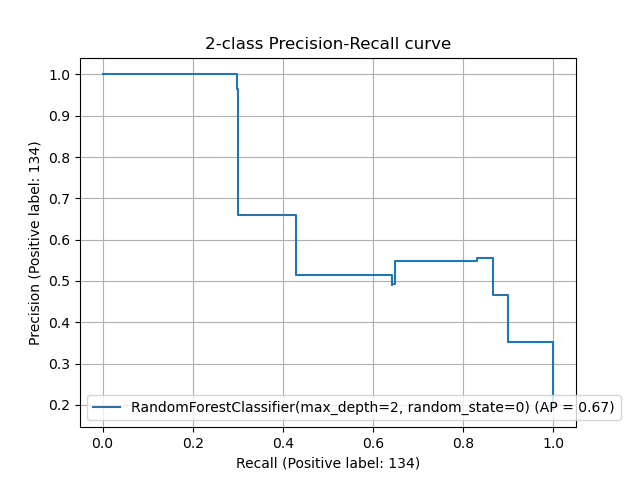 2-class Precision-Recall curve
1.0
0.9
0.8
0.7
0.6
0.5
0.4
0.3
0.2
Precision (Positive label: 134)
RandomForestClassifier(max_depth=2, random_state=0) (AP = 0.67)
0.0 0.2 0.4 0.6 0.8 1.0
Recall (Positive label: 134)